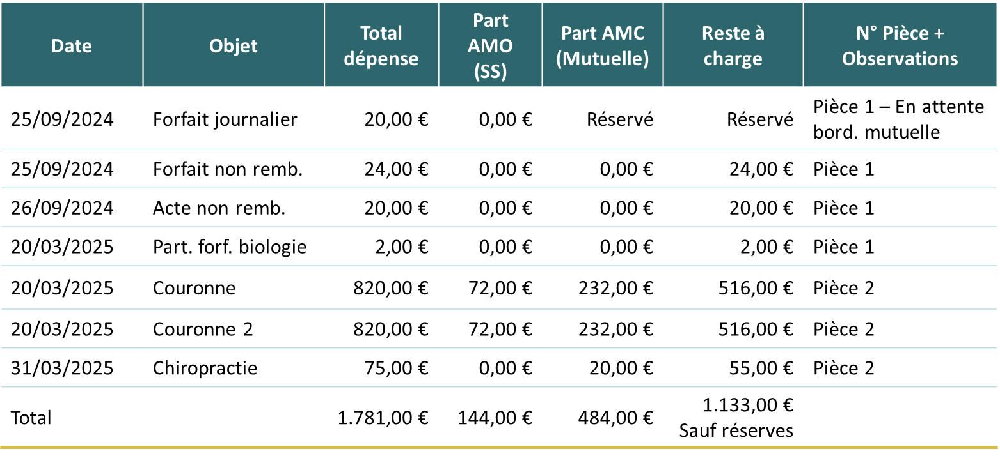 Date Objet Total dépense Part AMO (SS) Part AMC (Mutuelle) Reste à charge N° Pièce + Observations
25/09/2024 Forfait journalier 20,00 € 0,00 € Réservé Réservé Pièce 1 – En attente bord. mutuelle
25/09/2024 Forfait non remb. 24,00 € 0,00 € 0,00 € 24,00 € Pièce 1
26/09/2024 Acte non remb. 20,00 € 0,00 € 0,00 € 20,00 € Pièce 1
20/03/2025 Part. forf. biologie 2,00 € 0,00 € 0,00 € 2,00 € Pièce 1
20/03/2025 Couronne 820,00 € 72,00 € 232,00 € 516,00 € Pièce 2
20/03/2025 Couronne 2 820,00 € 72,00 € 232,00 € 516,00 € Pièce 2
31/03/2025 Chiropractie 75,00 € 0,00 € 20,00 € 55,00 € Pièce 2
Total 1.781,00 € 144,00 € 484,00 € 1.133,00 € Sauf réserves